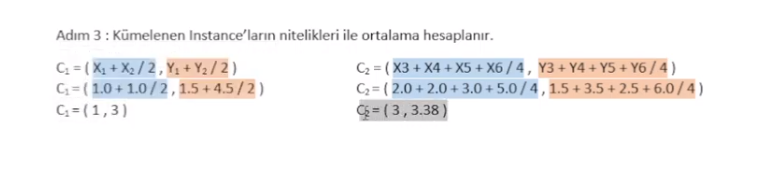 Adım 3 : Kümelenen Instance'ların nitelikleri ile ortalama hesaplanır.
C₁ = ( X₁ + X₂ / 2 , Y₁ + Y₂ / 2 )
C₁ = ( 1.0 + 1.0 / 2 , 1.5 + 4.5 / 2 )
C₁ = ( 1 , 3 )
C₂ = ( X3 + X4 + X5 + X6 / 4 , Y3 + Y4 + Y5 + Y6 / 4 )
C₂ = ( 2.0 + 2.0 + 3.0 + 5.0 / 4 , 1.5 + 3.5 + 2.5 + 6.0 / 4 )
C₂ = ( 3 , 3.38 )